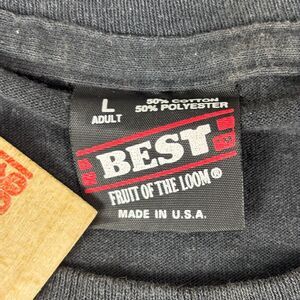 L
ADULT
50% COTTON
50% POLYESTER
BEST
FRUIT OF THE LOOM®
MADE IN U.S.A.